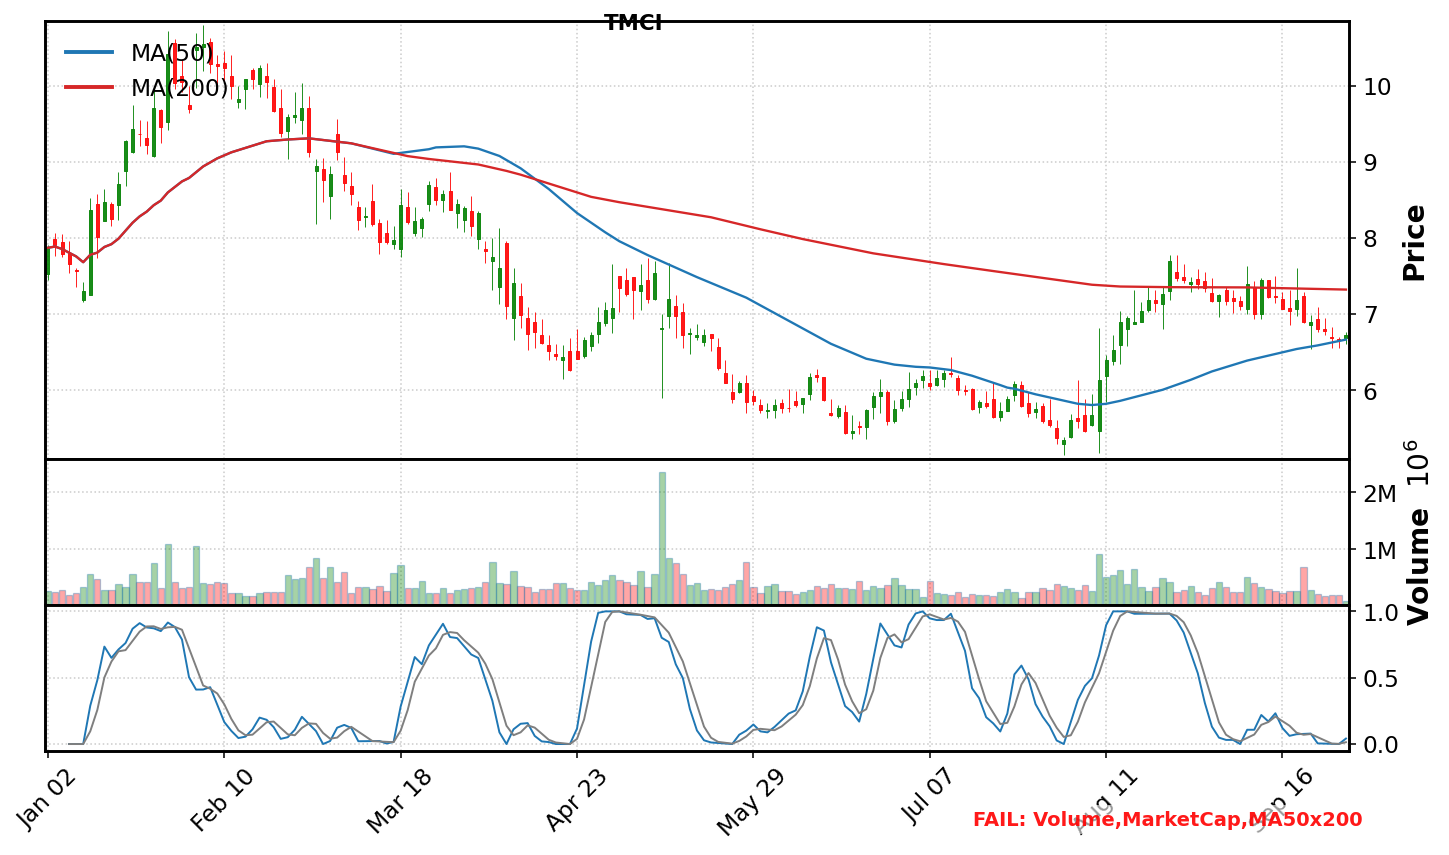 TMCI
MA(50)
MA(200)
10
9
8
7
6
Price
2M
1M
Volume 10^6
1.0
0.5
0.0
Jan 02
Feb 10
Mar 18
Apr 23
May 29
Jul 07
Aug 11
Sep 16
FAIL: Volume,MarketCap,MA50x200